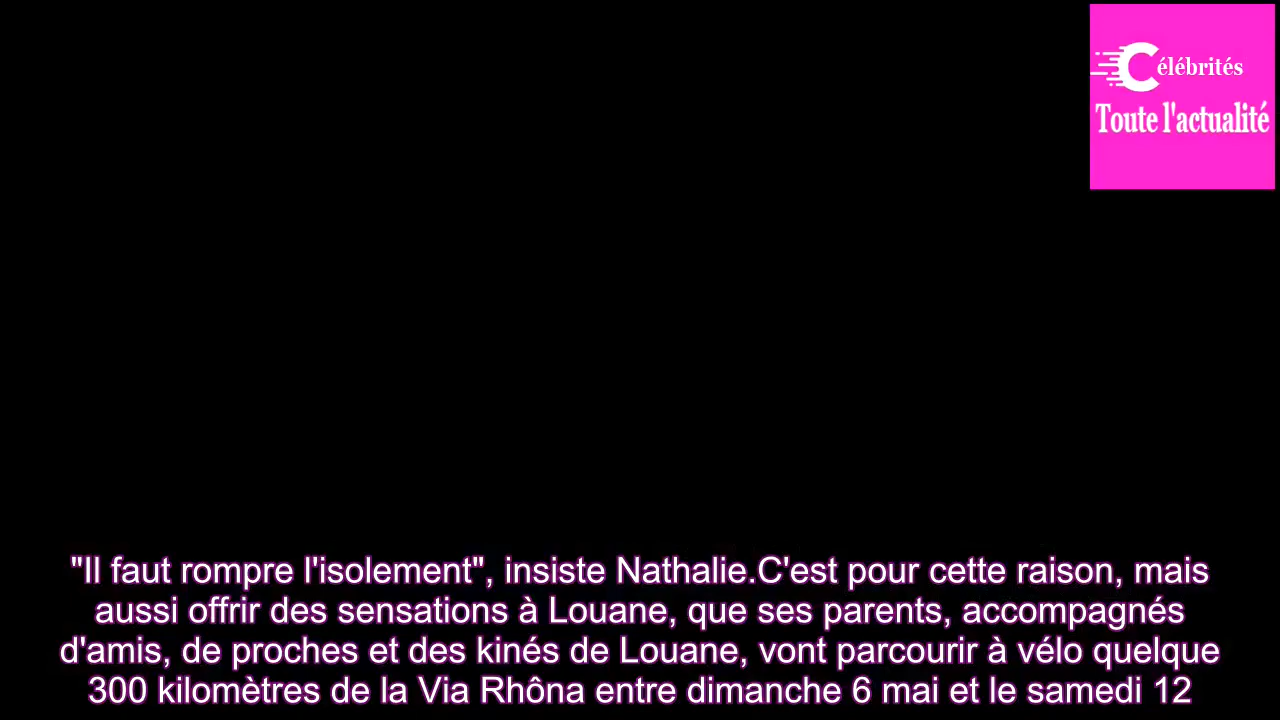 Célébrités
Toute l'actualité
"Il faut rompre l'isolement", insiste Nathalie.C'est pour cette raison, mais
aussi offrir des sensations à Louane, que ses parents, accompagnés
d'amis, de proches et des kinés de Louane, vont parcourir à vélo quelque
300 kilomètres de la Via Rhôna entre dimanche 6 mai et le samedi 12